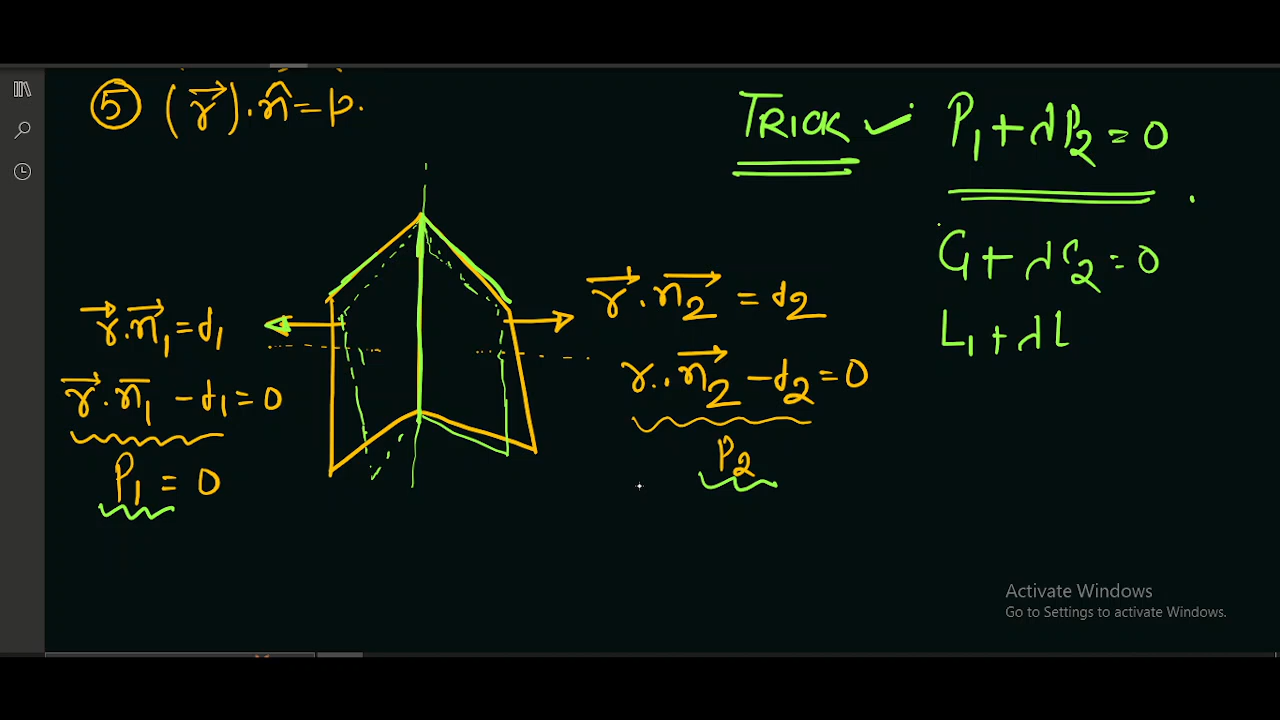 ⑤ (r⃗).n̂=p.
TRICK ✓ P₁+λP₂=0
C₁+λC₂=0
L₁+λL
r⃗.n⃗₁=d₁
r⃗.n̅₁-d₁=0
P₁=0
r⃗.n⃗₂=d₂
r..n⃗₂-d₂=0
P₂
Activate Windows
Go to Settings to activate Windows.